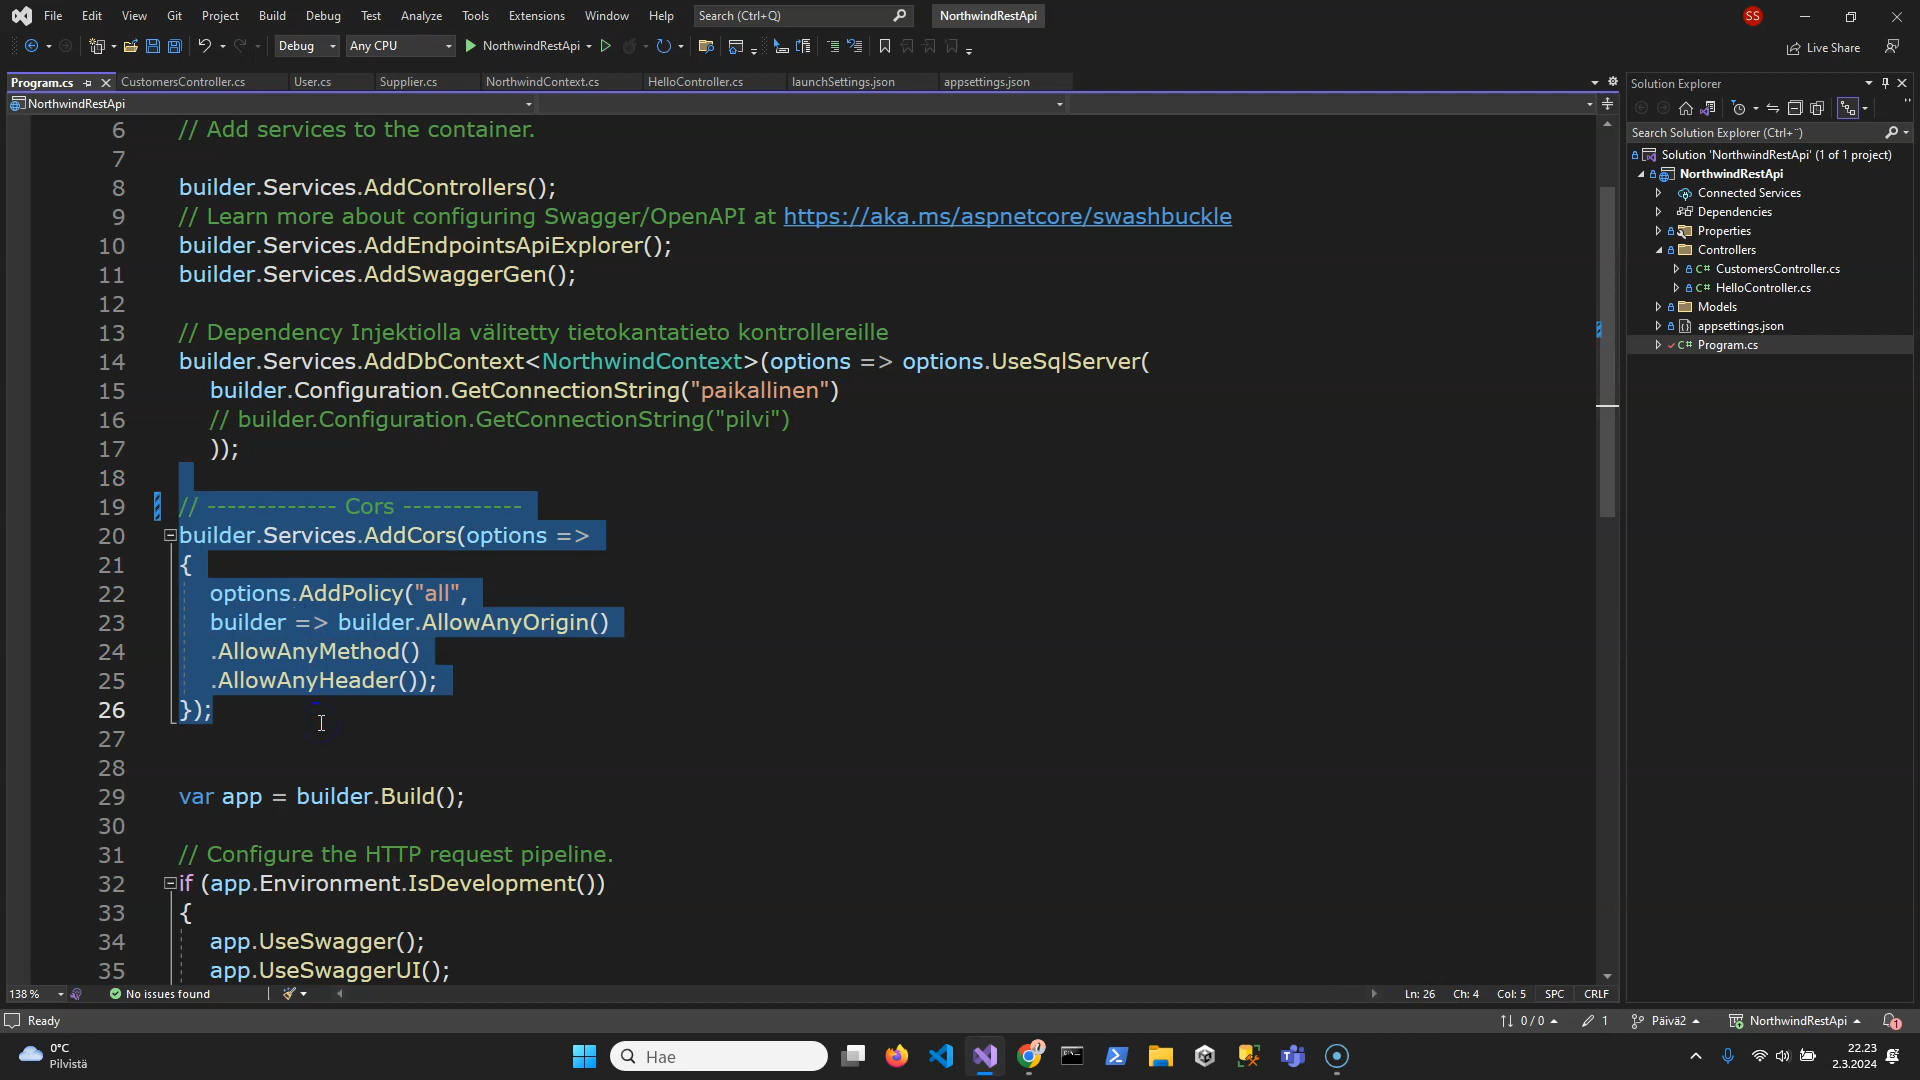 File Edit View Git Project Build Debug Test Analyze Tools Extensions Window Help Search (Ctrl+Q) NorthwindRestApi SS
Debug Any CPU NorthwindRestApi Live Share
Program.cs CustomersController.cs User.cs Supplier.cs NorthwindContext.cs HelloController.cs launchSettings.json appsettings.json
NorthwindRestApi
6 // Add services to the container.
7
8 builder.Services.AddControllers();
9 // Learn more about configuring Swagger/OpenAPI at https://aka.ms/aspnetcore/swashbuckle
10 builder.Services.AddEndpointsApiExplorer();
11 builder.Services.AddSwaggerGen();
12
13 // Dependency Injektiolla välitetty tietokantatieto kontrollereille
14 builder.Services.AddDbContext<NorthwindContext>(options => options.UseSqlServer(
15 builder.Configuration.GetConnectionString("paikallinen")
16 // builder.Configuration.GetConnectionString("pilvi")
17 ));
18
19 // ------------- Cors ------------
20 builder.Services.AddCors(options =>
21 {
22 options.AddPolicy("all",
23 builder => builder.AllowAnyOrigin()
24 .AllowAnyMethod()
25 .AllowAnyHeader());
26 });
27
28
29 var app = builder.Build();
30
31 // Configure the HTTP request pipeline.
32 if (app.Environment.IsDevelopment())
33 {
34 app.UseSwagger();
35 app.UseSwaggerUI();
138 % No issues found Ln: 26 Ch: 4 Col: 5 SPC CRLF
Solution Explorer
Search Solution Explorer (Ctrl+¨)
Solution 'NorthwindRestApi' (1 of 1 project)
NorthwindRestApi
Connected Services
Dependencies
Properties
Controllers
C# CustomersController.cs
C# HelloController.cs
Models
appsettings.json
C# Program.cs
Ready 0 / 0 1 Päivä2 NorthwindRestApi 1
0°C
Pilvistä
Hae
22.23
2.3.2024